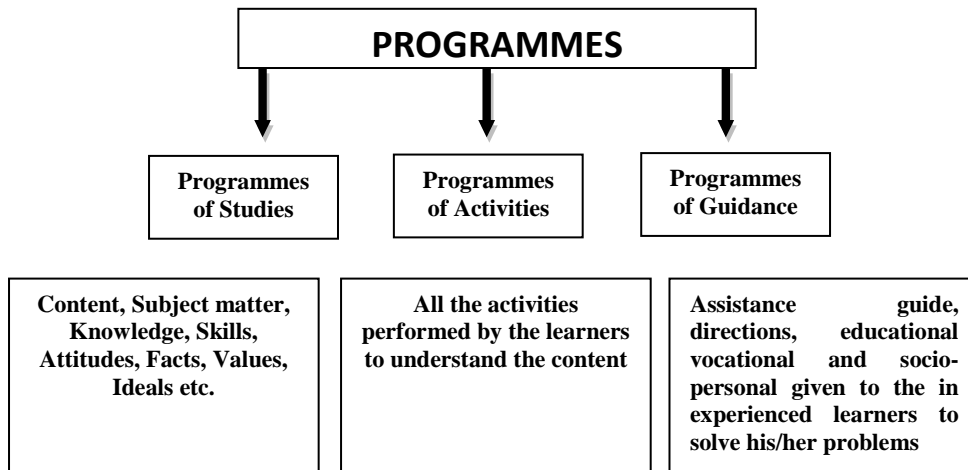 PROGRAMMES
Programmes
of Studies
Programmes
of Activities
Programmes
of Guidance
Content, Subject matter,
Knowledge, Skills,
Attitudes, Facts, Values,
Ideals etc.
All the activities
performed by the learners
to understand the content
Assistance guide,
directions, educational
vocational and socio-
personal given to the in
experienced learners to
solve his/her problems